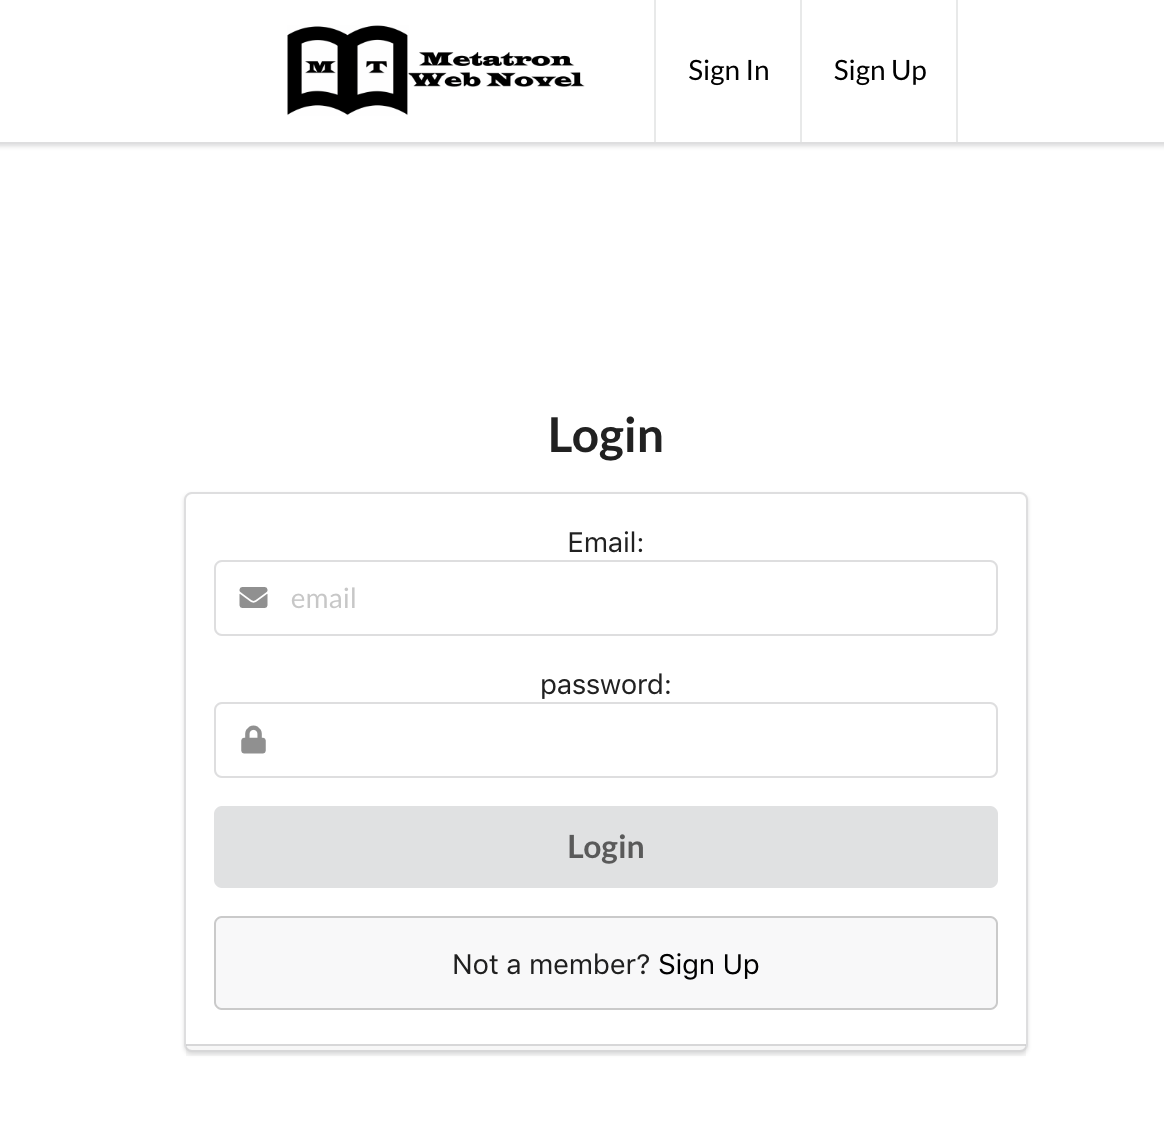 M T
Metatron
Web Novel
Sign In
Sign Up
Login
Email:
email
password:
Login
Not a member? Sign Up